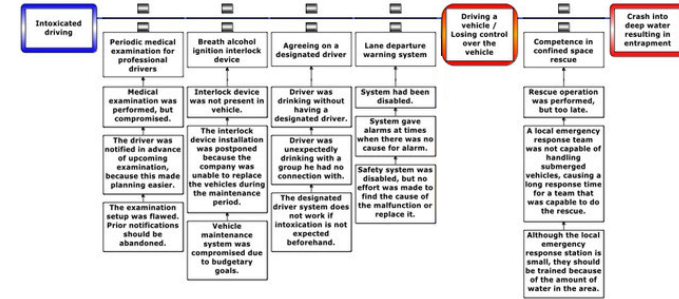 Intoxicated
driving
Periodic medical
examination for
professional
drivers
Medical
examination was
performed, but
compromised.
The driver was
notified in advance
of upcoming
examination,
because this made
planning easier.
The examination
setup was flawed.
Prior notifications
should be
abandoned.
Breath alcohol
ignition interlock
device
Interlock device
was not present in
vehicle.
The interlock
device installation
was postponed
because the
company was
unable to replace
the vehicles during
the maintenance
period.
Vehicle
maintenance
system was
compromised due
to budgetary
goals.
Agreeing on a
designated driver
Driver was
drinking without
having a
designated driver.
Driver was
unexpectedly
drinking with a
group he had no
connection with.
The designated
driver system does
not work if
intoxication is not
expected
beforehand.
Lane departure
warning system
System had been
disabled.
System gave
alarms at times
when there was no
cause for alarm.
Safety system was
disabled, but no
effort was made to
find the cause of
the malfunction or
replace it.
Driving a
vehicle /
Losing control
over the
vehicle
Competence in
confined space
rescue
Rescue operation
was performed,
but too late.
A local emergency
response team
was not capable of
handling
submerged
vehicles, causing a
long response time
for a team that
was capable to do
the rescue.
Although the local
emergency
response station is
small, they should
be trained because
of the amount of
water in the area.
Crash into
deep water
resulting in
entrapment